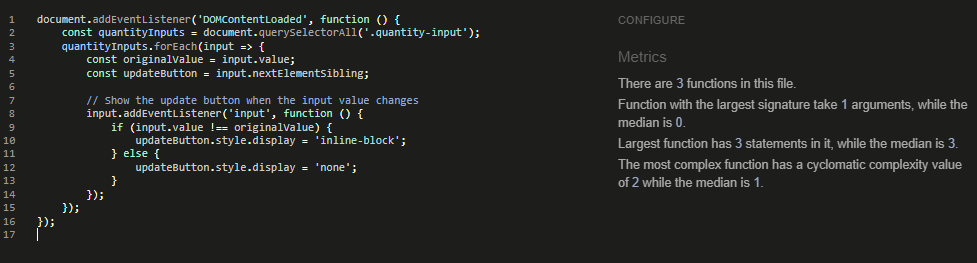 1 document.addEventListener('DOMContentLoaded', function () {
2     const quantityInputs = document.querySelectorAll('.quantity-input');
3     quantityInputs.forEach(input => {
4         const originalValue = input.value;
5         const updateButton = input.nextElementSibling;
6
7         // Show the update button when the input value changes
8         input.addEventListener('input', function () {
9             if (input.value !== originalValue) {
10                 updateButton.style.display = 'inline-block';
11             } else {
12                 updateButton.style.display = 'none';
13             }
14         });
15     });
16 });
17
CONFIGURE
Metrics
There are 3 functions in this file.
Function with the largest signature take 1 arguments, while the
median is 0.
Largest function has 3 statements in it, while the median is 3.
The most complex function has a cyclomatic complexity value
of 2 while the median is 1.